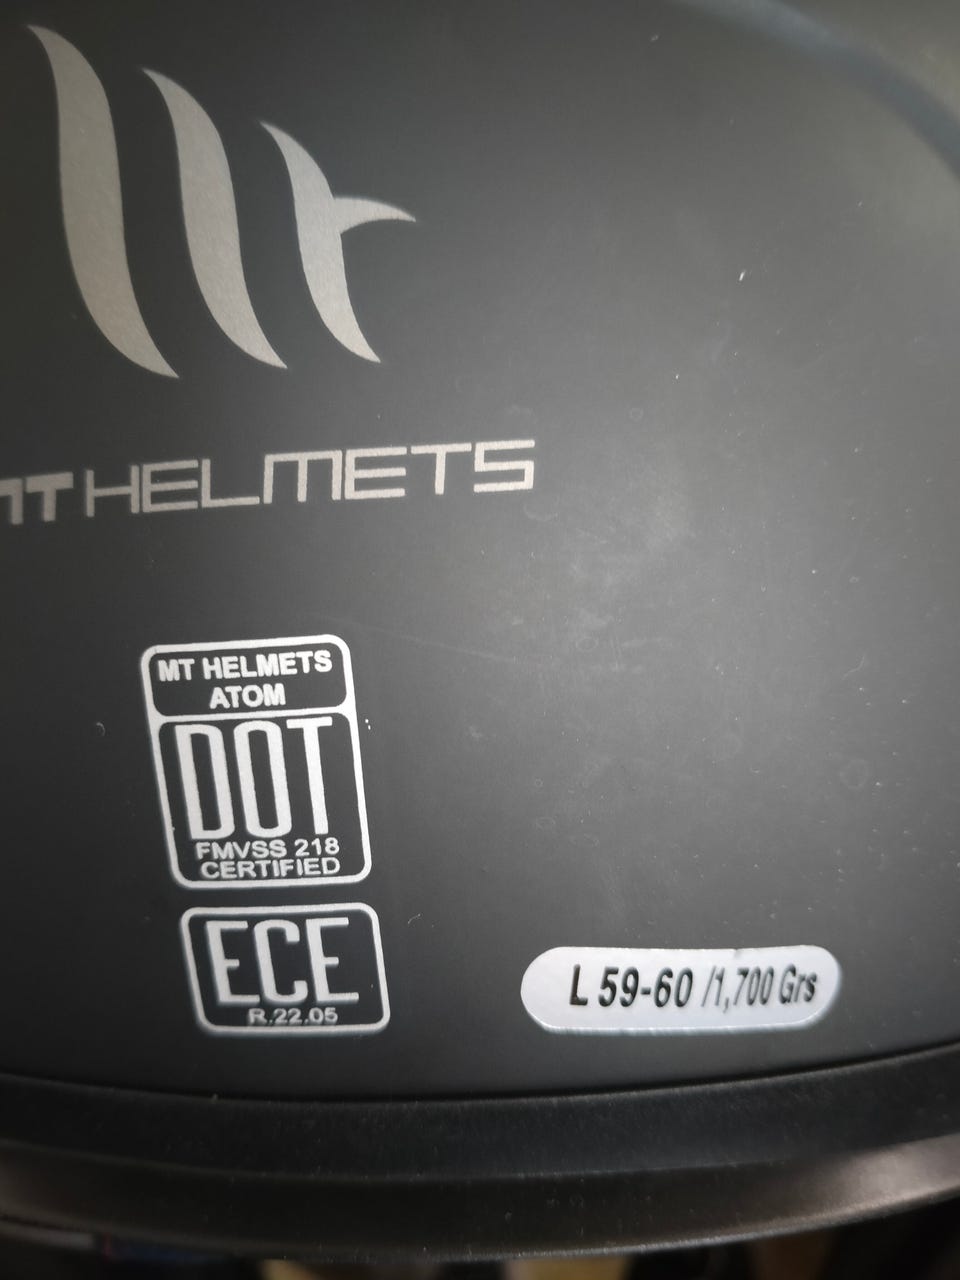 MT HELMETS
MT HELMETS
ATOM
DOT
FMVSS 218
CERTIFIED
ECE
R.22.05
L 59-60 /1,700 Grs